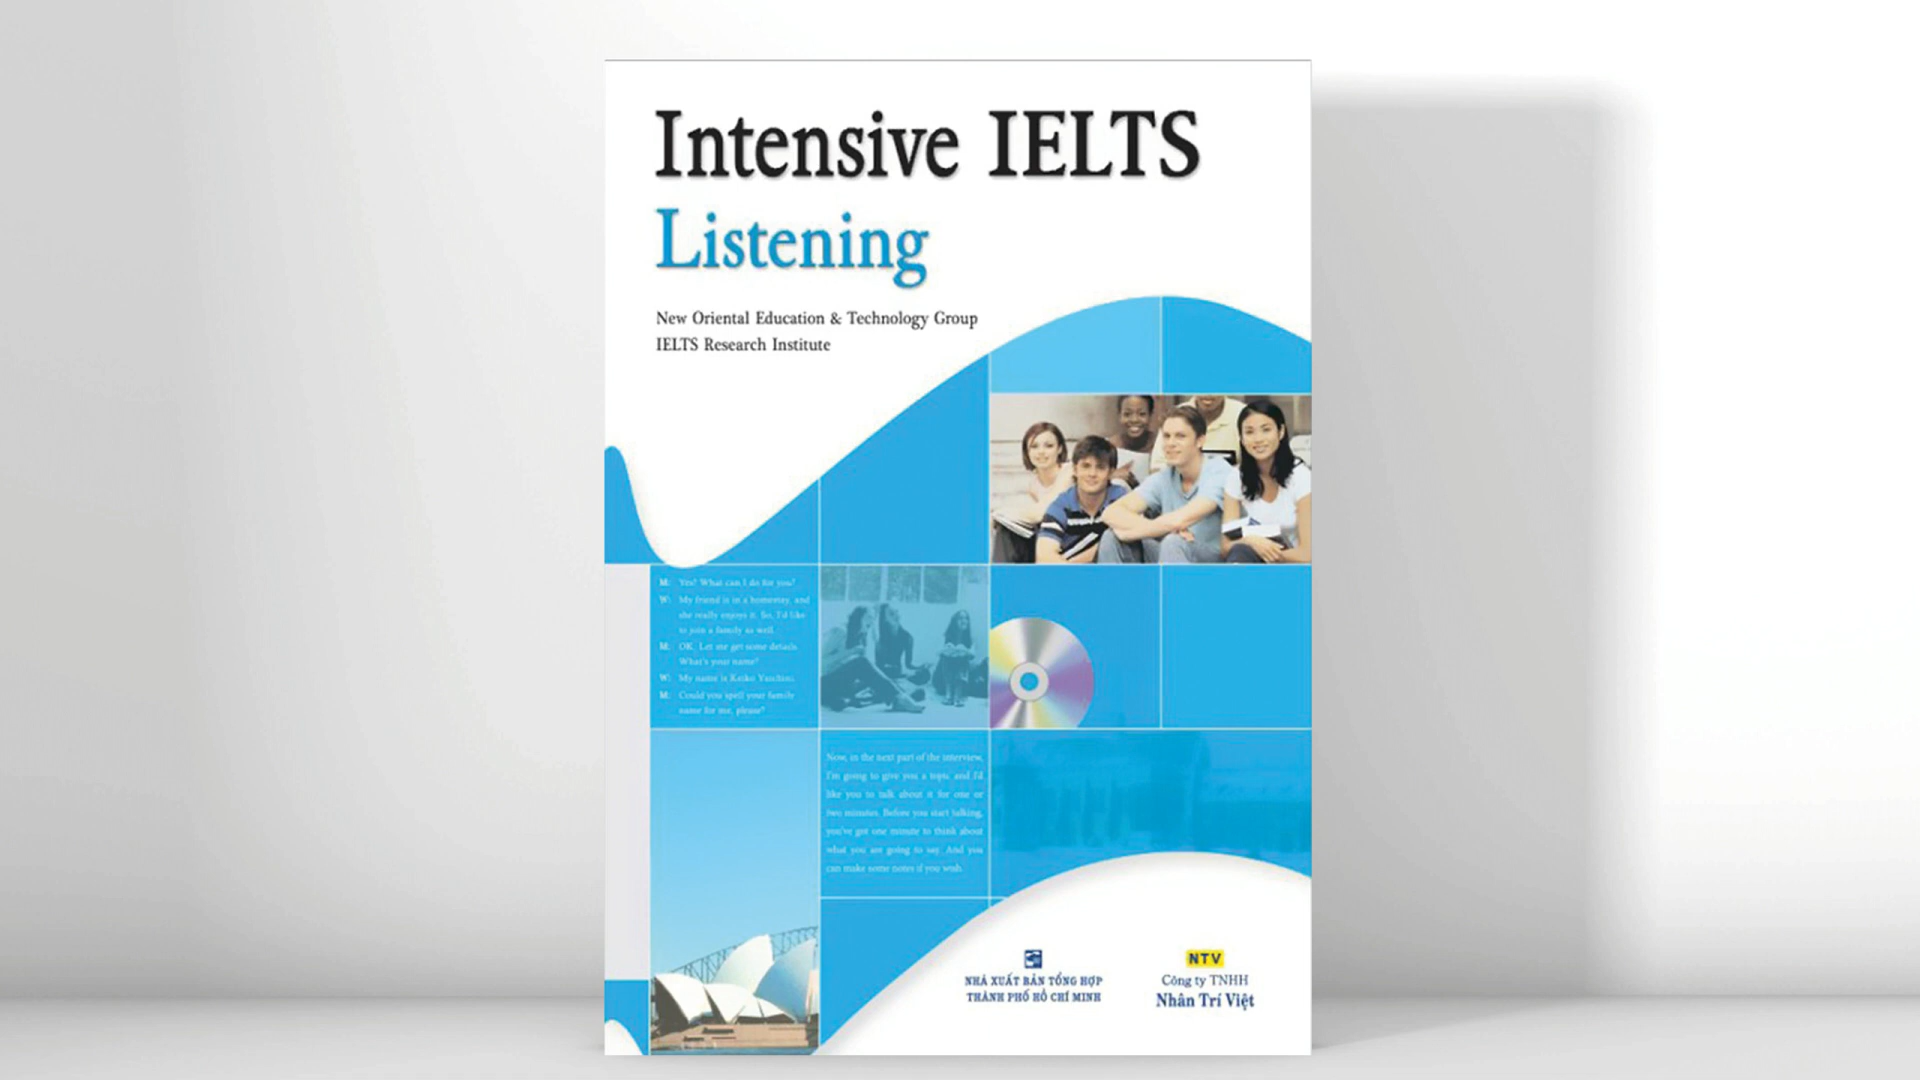 Intensive IELTS
Listening
New Oriental Education & Technology Group
IELTS Research Institute
M: Yes? What can I do for you?
W: My friend is in a homestay, and
she really enjoys it. So, I'd like
to join a family as well.
M: OK. Let me get some details.
What's your name?
W: My name is Keiko
M: Could you spell your family
name for me, please?
Now, in the next part of the interview,
I'm going to give you a topic and I'd
like you to talk about it for one or
two minutes. Before you start talking,
you've got one minute to think about
what you are going to say. And you
can make some notes if you wish.
NHÀ XUẤT BẢN TỔNG HỢP
THÀNH PHỐ HỒ CHÍ MINH
NTV
Công ty TNHH
Nhân Trí Việt